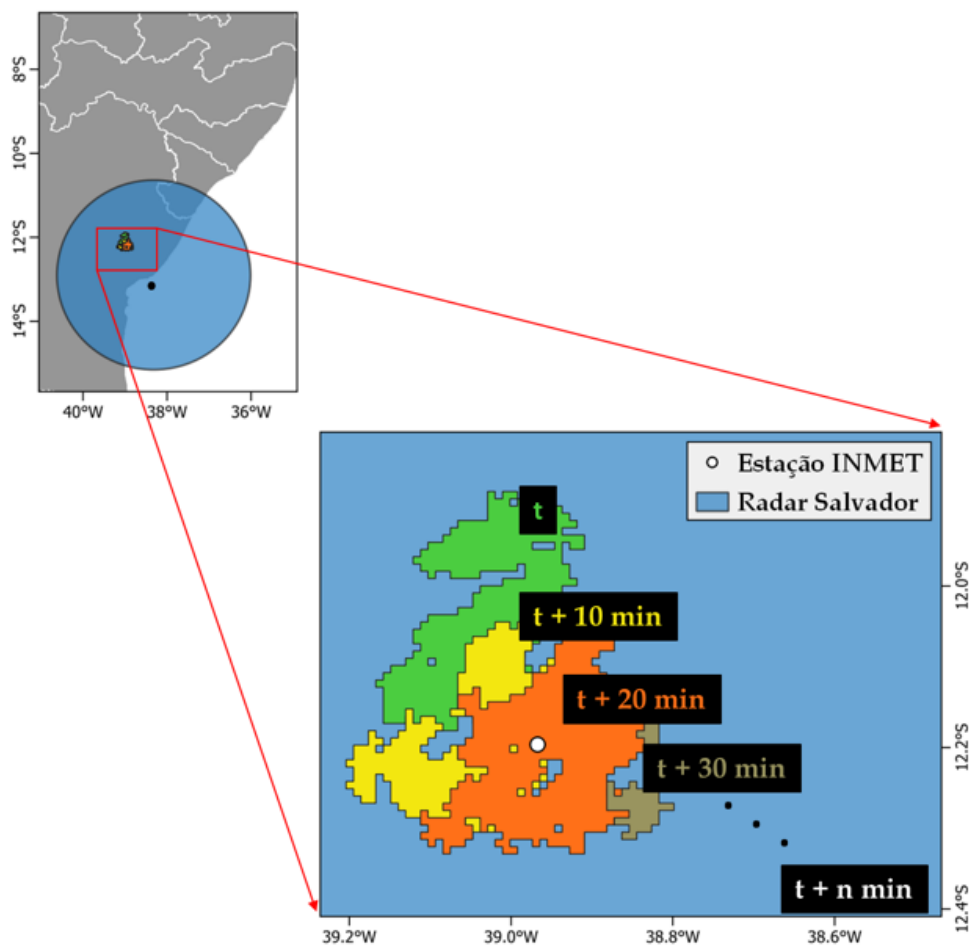 8°S
10°S
12°S
14°S
40°W
38°W
36°W
Estação INMET
Radar Salvador
t
t + 10 min
t + 20 min
t + 30 min
t + n min
12.0°S
12.2°S
12.4°S
39.2°W
39.0°W
38.8°W
38.6°W